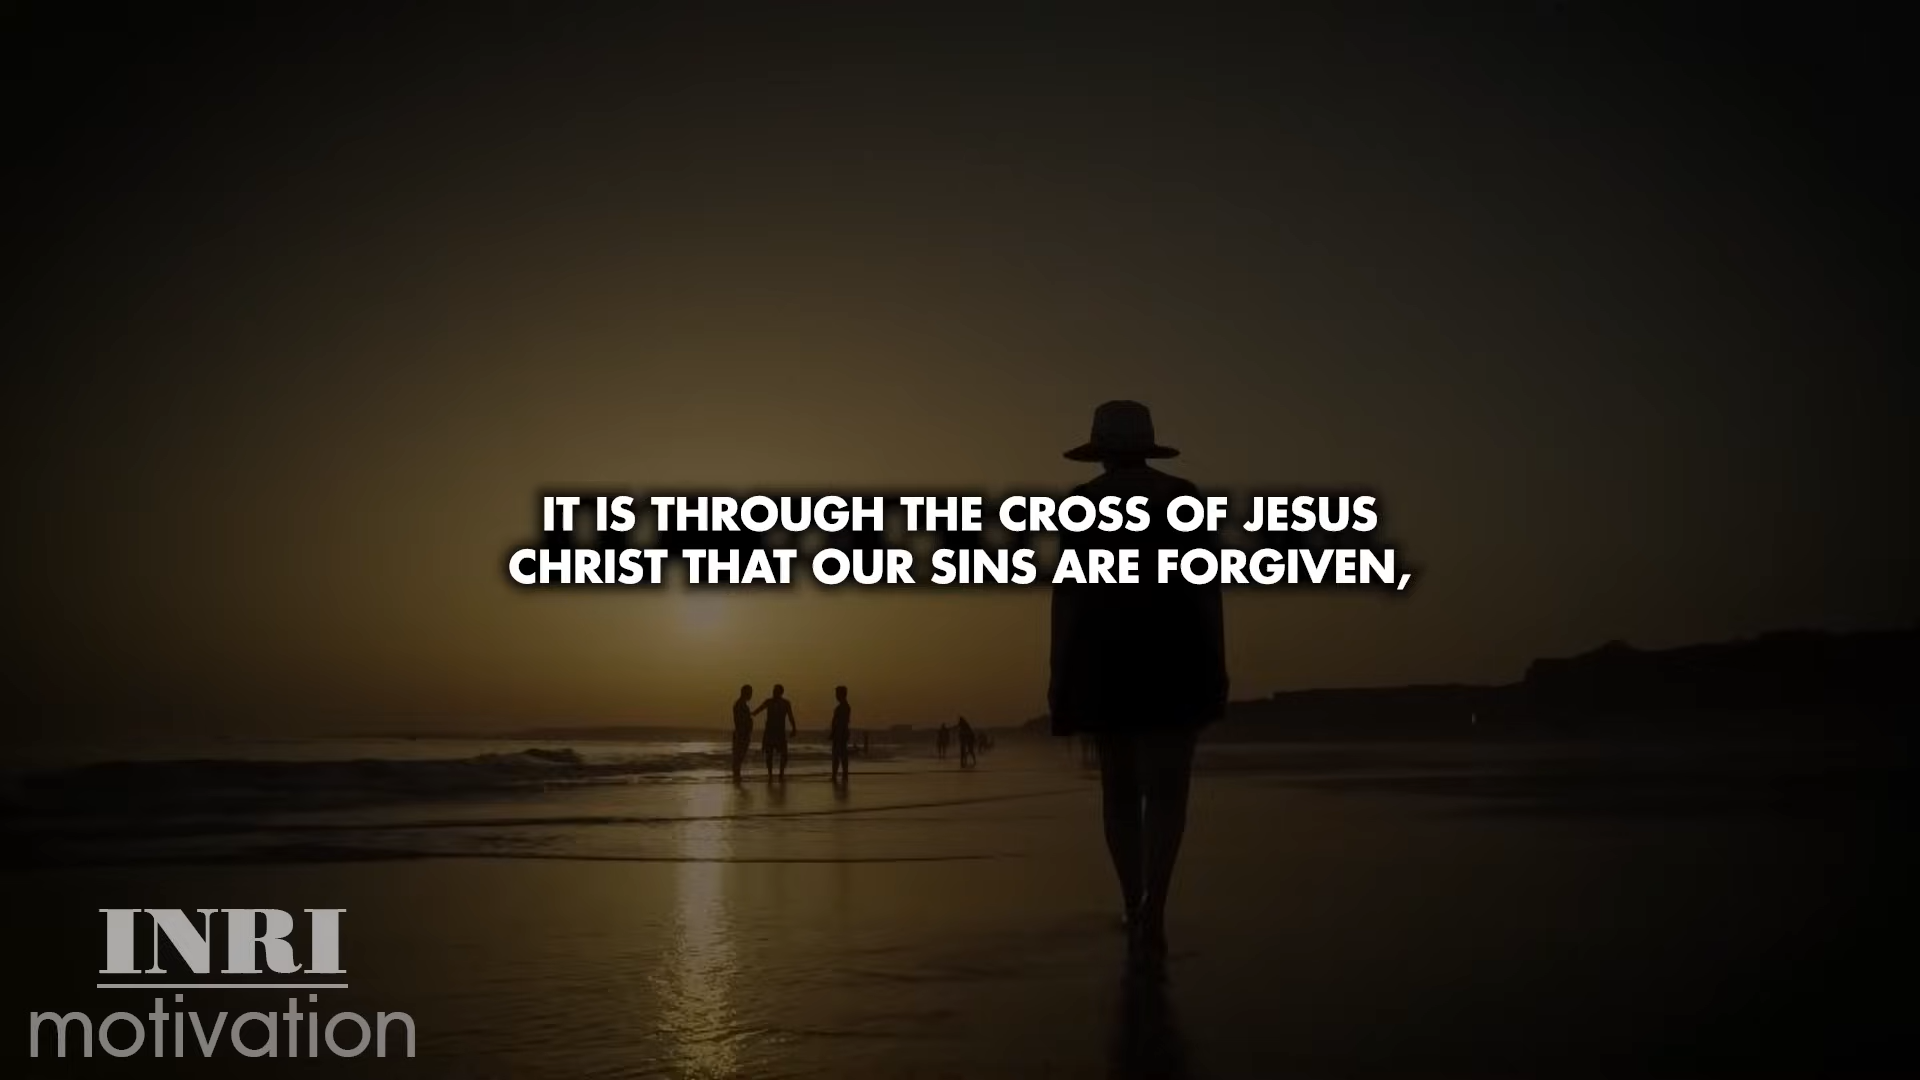 IT IS THROUGH THE CROSS OF JESUS
CHRIST THAT OUR SINS ARE FORGIVEN,
INRI
motivation